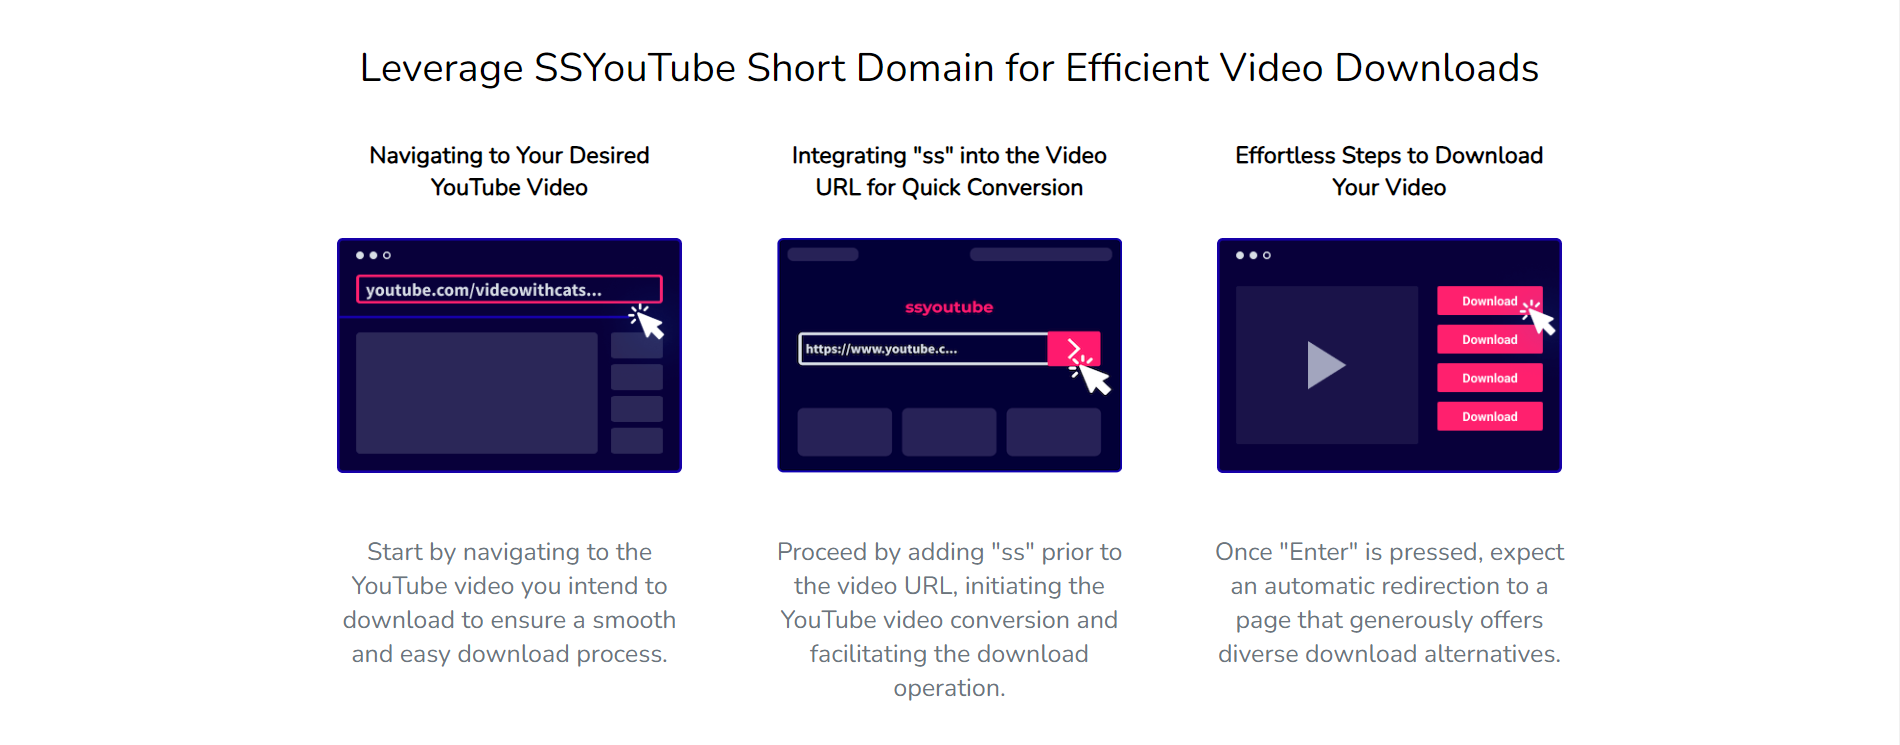 Leverage SSYouTube Short Domain for Efficient Video Downloads
Navigating to Your Desired
YouTube Video
youtube.com/videowithcats...
Start by navigating to the
YouTube video you intend to
download to ensure a smooth
and easy download process.
Integrating "ss" into the Video
URL for Quick Conversion
ssyoutube
https://www.youtube.c...
Proceed by adding "ss" prior to
the video URL, initiating the
YouTube video conversion and
facilitating the download
operation.
Effortless Steps to Download
Your Video
Download
Download
Download
Download
Once "Enter" is pressed, expect
an automatic redirection to a
page that generously offers
diverse download alternatives.